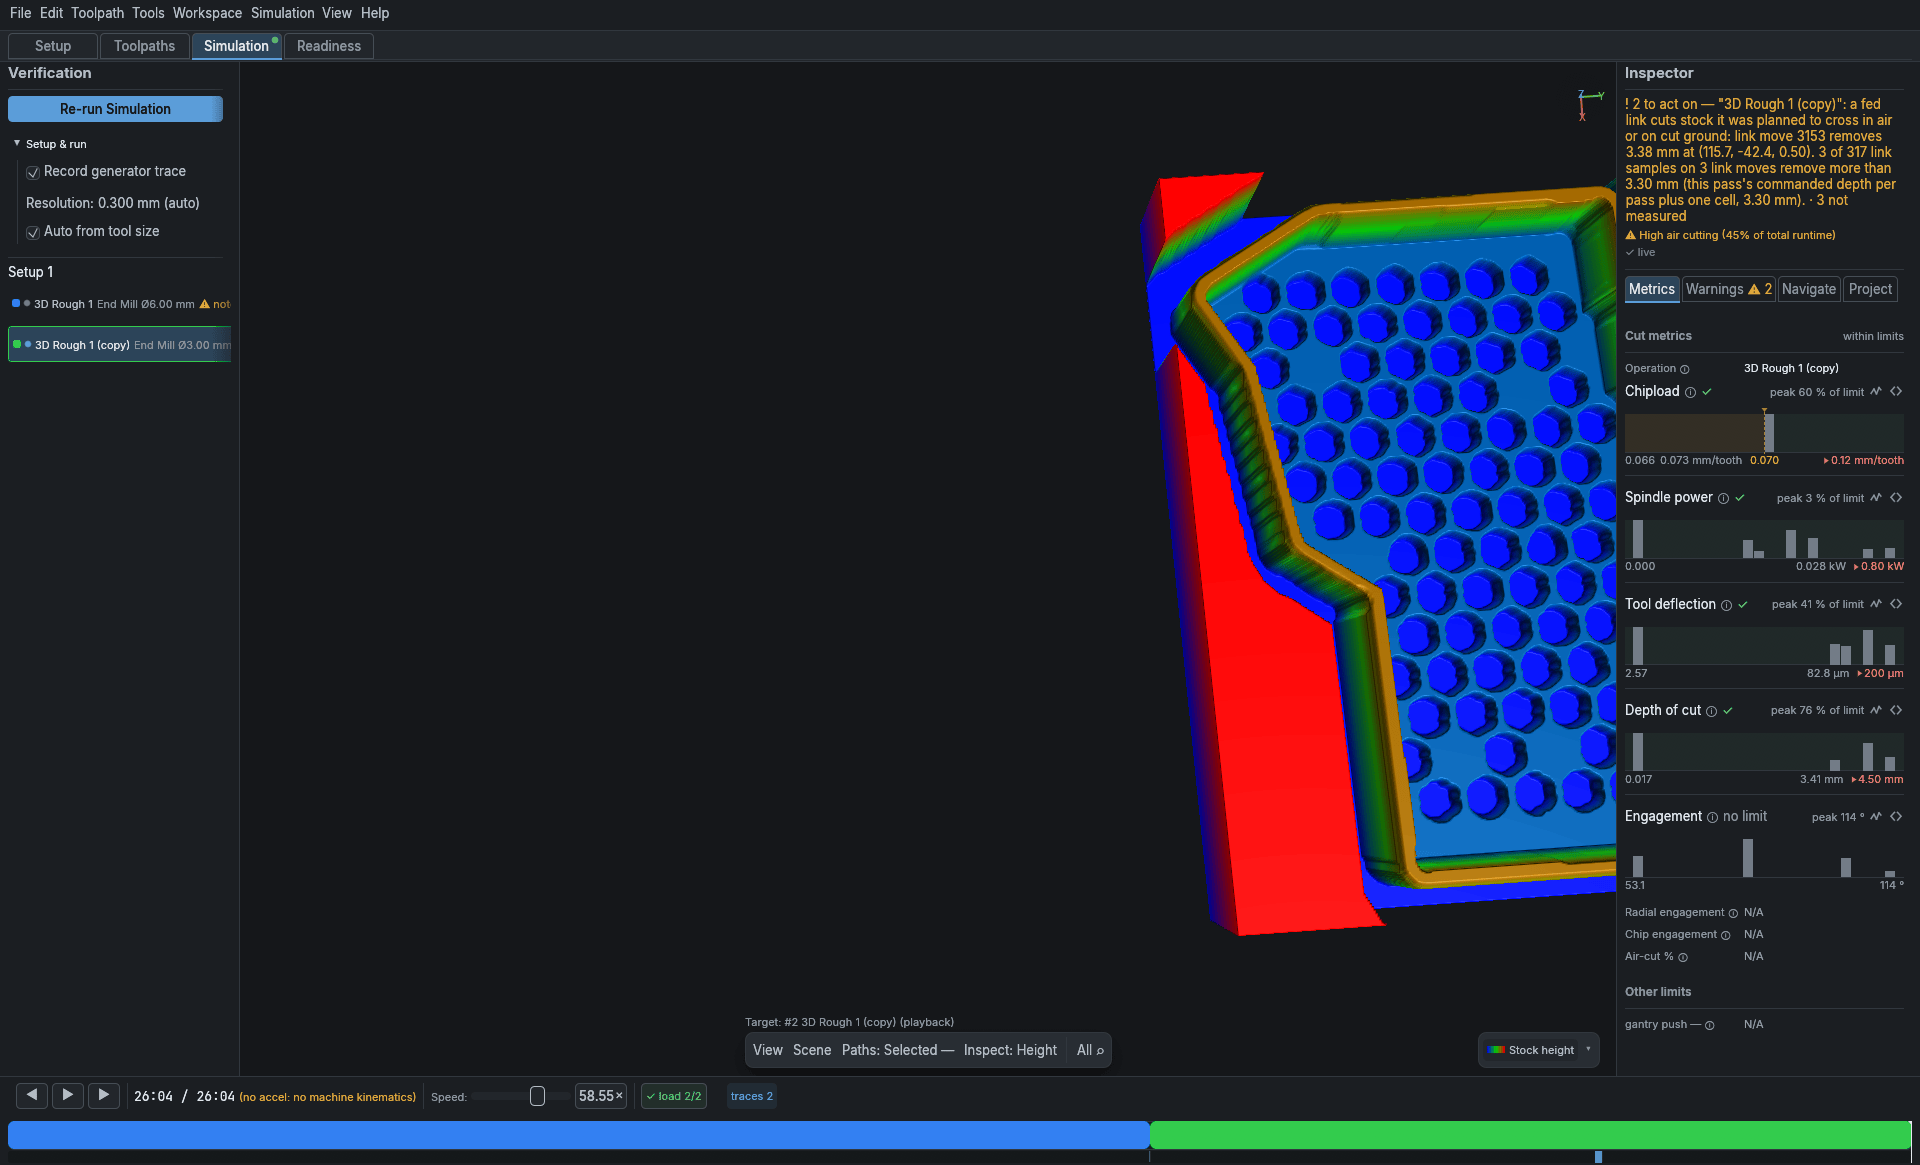 File Edit Toolpath Tools Workspace Simulation View Help
Setup Toolpaths Simulation Readiness
Verification
Re-run Simulation
Setup & run
Record generator trace
Resolution: 0.300 mm (auto)
Auto from tool size
Setup 1
3D Rough 1 End Mill Ø6.00 mm ⚠ not
3D Rough 1 (copy) End Mill Ø3.00 mm
Z Y
X
Target: #2 3D Rough 1 (copy) (playback)
View Scene Paths: Selected — Inspect: Height All
Stock height
Inspector
! 2 to act on — "3D Rough 1 (copy)": a fed
link cuts stock it was planned to cross in air
or on cut ground: link move 3153 removes
3.38 mm at (115.7, -42.4, 0.50). 3 of 317 link
samples on 3 link moves remove more than
3.30 mm (this pass's commanded depth per
pass plus one cell, 3.30 mm). · 3 not
measured
⚠ High air cutting (45% of total runtime)
✓ live
Metrics Warnings ⚠ 2 Navigate Project
Cut metrics within limits
Operation 3D Rough 1 (copy)
Chipload ✓ peak 60 % of limit
0.066 0.073 mm/tooth 0.070 0.12 mm/tooth
Spindle power ✓ peak 3 % of limit
0.000 0.028 kW 0.80 kW
Tool deflection ✓ peak 41 % of limit
2.57 82.8 µm 200 µm
Depth of cut ✓ peak 76 % of limit
0.017 3.41 mm 4.50 mm
Engagement no limit peak 114 °
53.1 114 °
Radial engagement N/A
Chip engagement N/A
Air-cut % N/A
Other limits
gantry push — N/A
26:04 / 26:04 (no accel: no machine kinematics) Speed: 58.55× ✓ load 2/2 traces 2